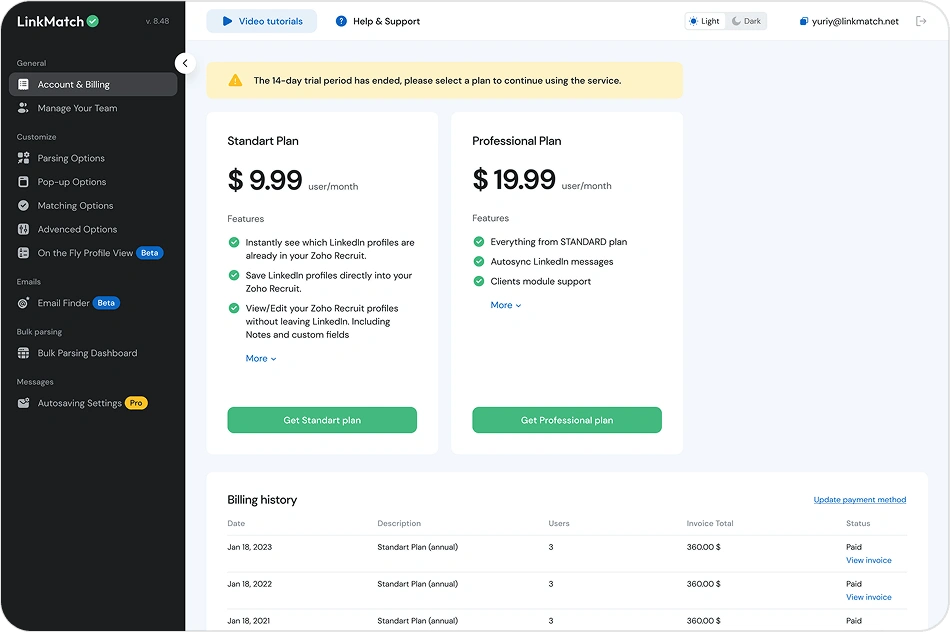 LinkMatch
v. 8.48
Video tutorials
Help & Support
Light
Dark
yuriy@linkmatch.net
General
Account & Billing
Manage Your Team
Customize
Parsing Options
Pop-up Options
Matching Options
Advanced Options
On the Fly Profile View Beta
Emails
Email Finder Beta
Bulk parsing
Bulk Parsing Dashboard
Messages
Autosaving Settings Pro
The 14-day trial period has ended, please select a plan to continue using the service.
Standart Plan
$ 9.99 user/month
Features
Instantly see which LinkedIn profiles are
already in your Zoho Recruit.
Save LinkedIn profiles directly into your
Zoho Recruit.
View/Edit your Zoho Recruit profiles
without leaving LinkedIn. Including
Notes and custom fields
More
Get Standart plan
Professional Plan
$ 19.99 user/month
Features
Everything from STANDARD plan
Autosync LinkedIn messages
Clients module support
More
Get Professional plan
Billing history
Update payment method
Date Description Users Invoice Total Status
Jan 18, 2023 Standart Plan (annual) 3 360.00 $ Paid
View invoice
Jan 18, 2022 Standart Plan (annual) 3 360.00 $ Paid
View invoice
Jan 18, 2021 Standart Plan (annual) 3 360.00 $ Paid